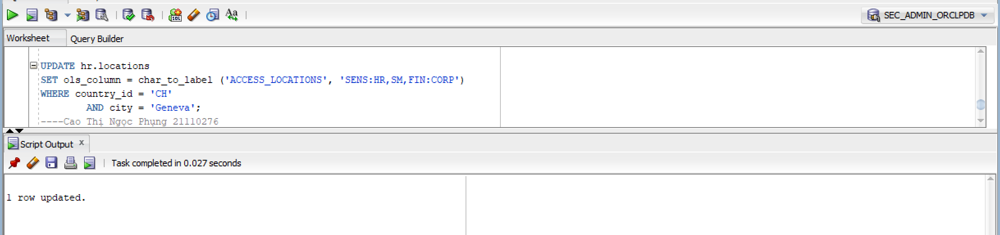 SEC_ADMIN_ORCLPDB
Worksheet
Query Builder
UPDATE hr.locations
SET ols_column = char_to_label ('ACCESS_LOCATIONS', 'SENS:HR,SM,FIN:CORP')
WHERE country_id = 'CH'
AND city = 'Geneva';
----Cao Thị Ngọc Phụng 21110276
Script Output x
Task completed in 0.027 seconds
1 row updated.